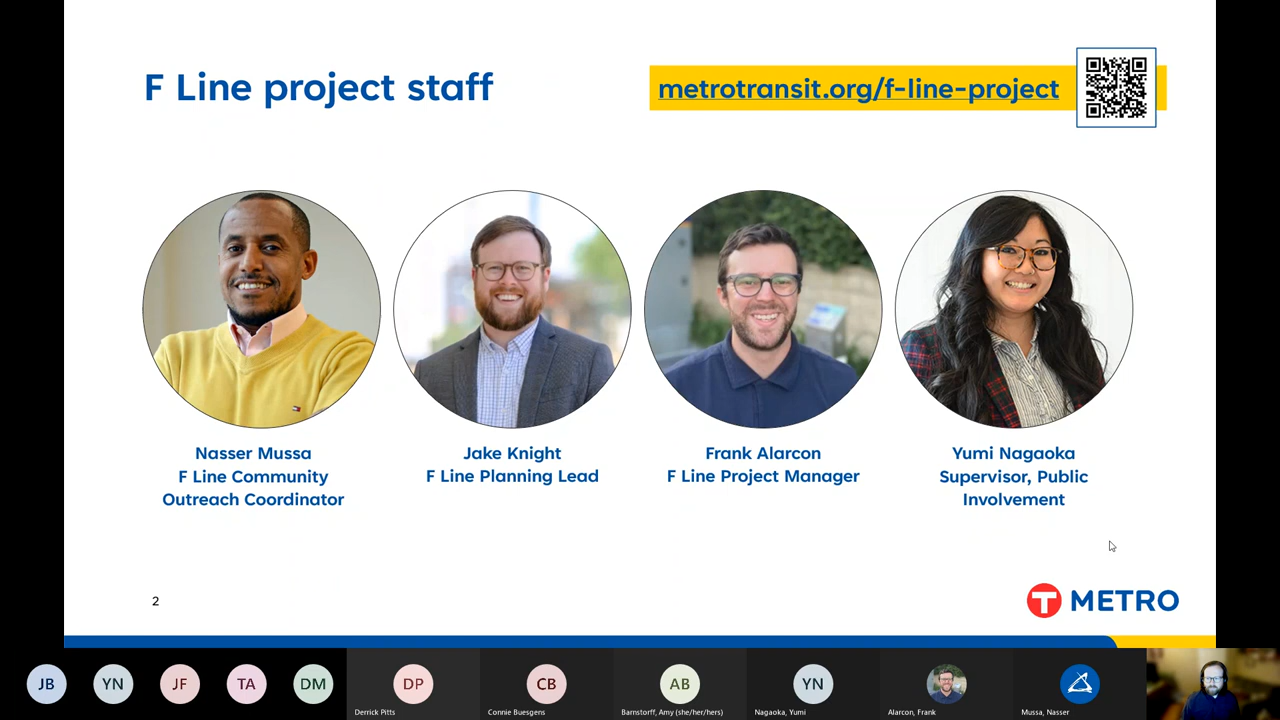 F Line project staff
metrotransit.org/f-line-project
Nasser Mussa
F Line Community
Outreach Coordinator
Jake Knight
F Line Planning Lead
Frank Alarcon
F Line Project Manager
Yumi Nagaoka
Supervisor, Public
Involvement
2
T METRO
JB
YN
JF
TA
DM
DP
Derrick Pitts
CB
Connie Buesgens
AB
Barnstorff, Amy (she/her/hers)
YN
Nagaoka, Yumi
Alarcon, Frank
Mussa, Nasser